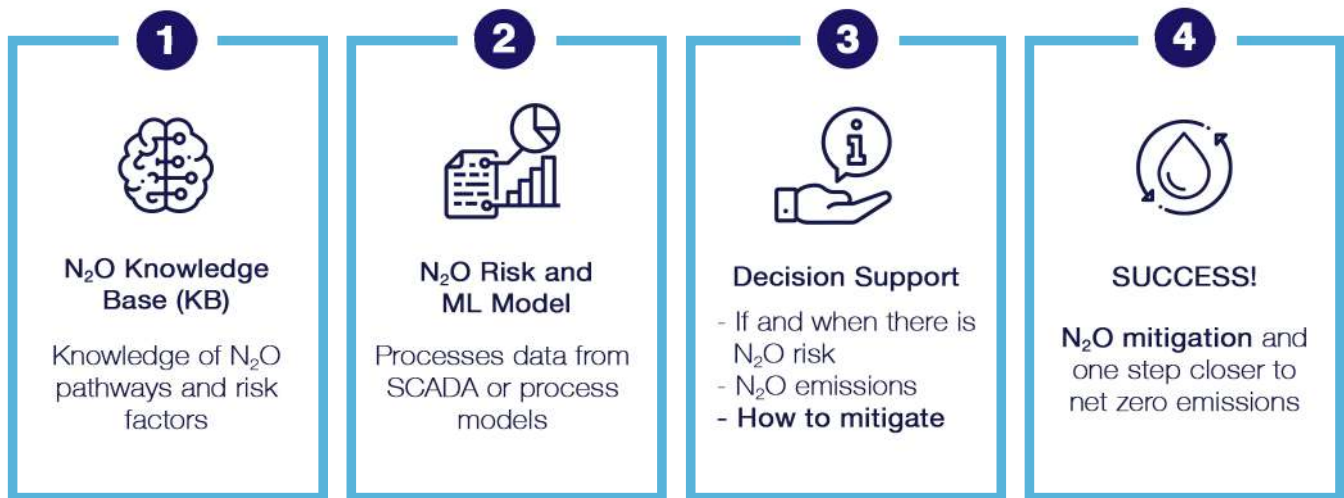 1
N₂O Knowledge
Base (KB)
Knowledge of N₂O
pathways and risk
factors
2
N₂O Risk and
ML Model
Processes data from
SCADA or process
models
3
i
Decision Support
- If and when there is
N₂O risk
- N₂O emissions
- How to mitigate
4
SUCCESS!
N₂O mitigation and
one step closer to
net zero emissions